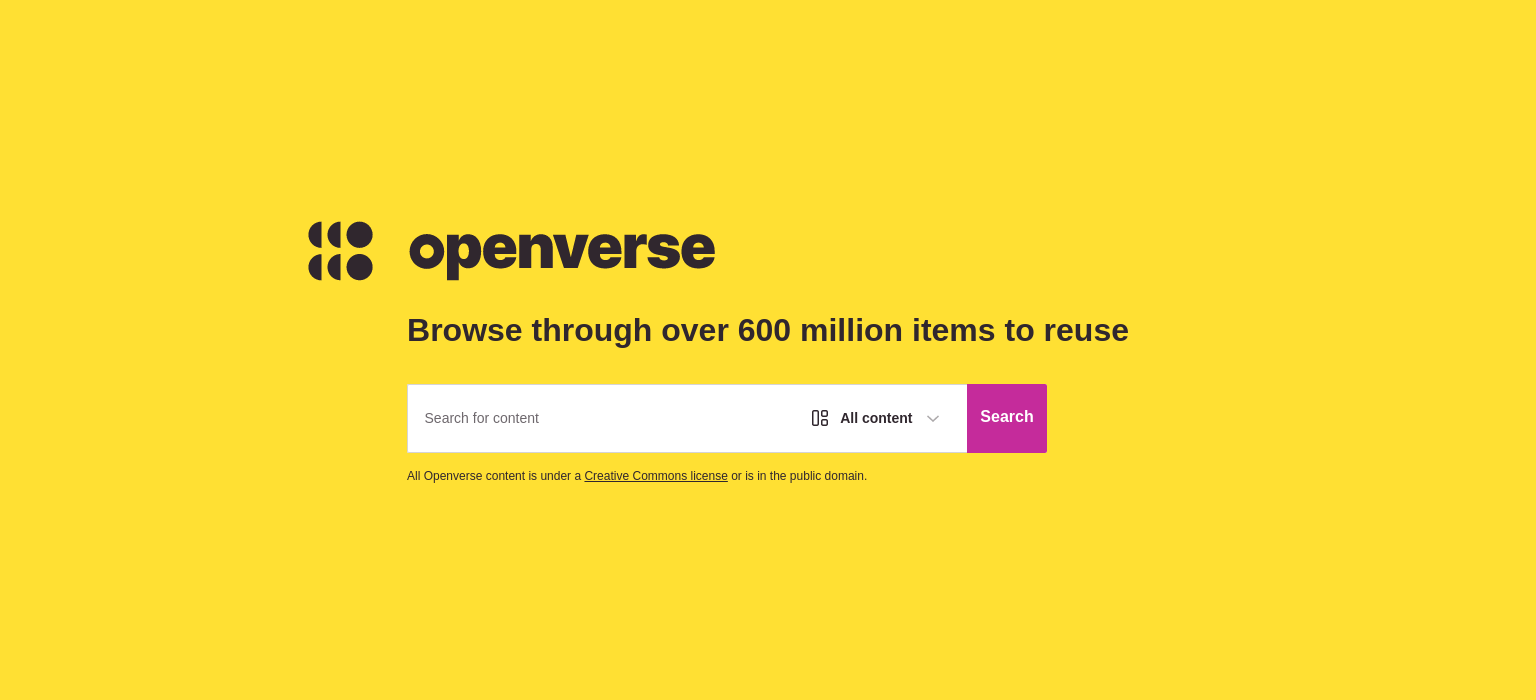 openverse
Browse through over 600 million items to reuse
Search for content All content Search
All Openverse content is under a Creative Commons license or is in the public domain.